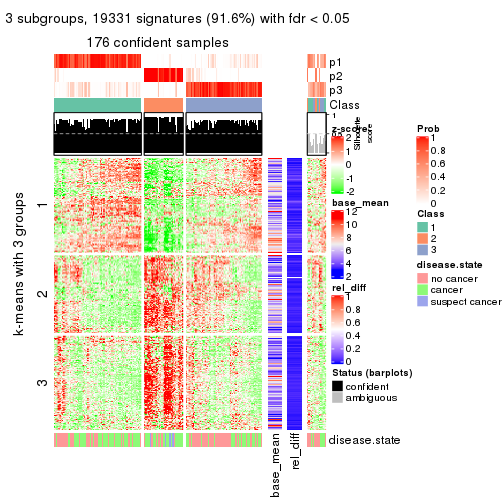 3 subgroups, 19331 signatures (91.6%) with fdr < 0.05
176 confident samples
p1
p2
p3
Class
1
0.5
0
Silhouette
score
k-means with 3 groups
1
2
3
base_mean
rel_diff
disease.state
z-score
2
1
0
-1
-2
base_mean
12
10
8
6
4
2
rel_diff
1
0.8
0.6
0.4
0.2
0
Status (barplots)
confident
ambiguous
Prob
1
0.8
0.6
0.4
0.2
0
Class
1
2
3
disease.state
no cancer
cancer
suspect cancer